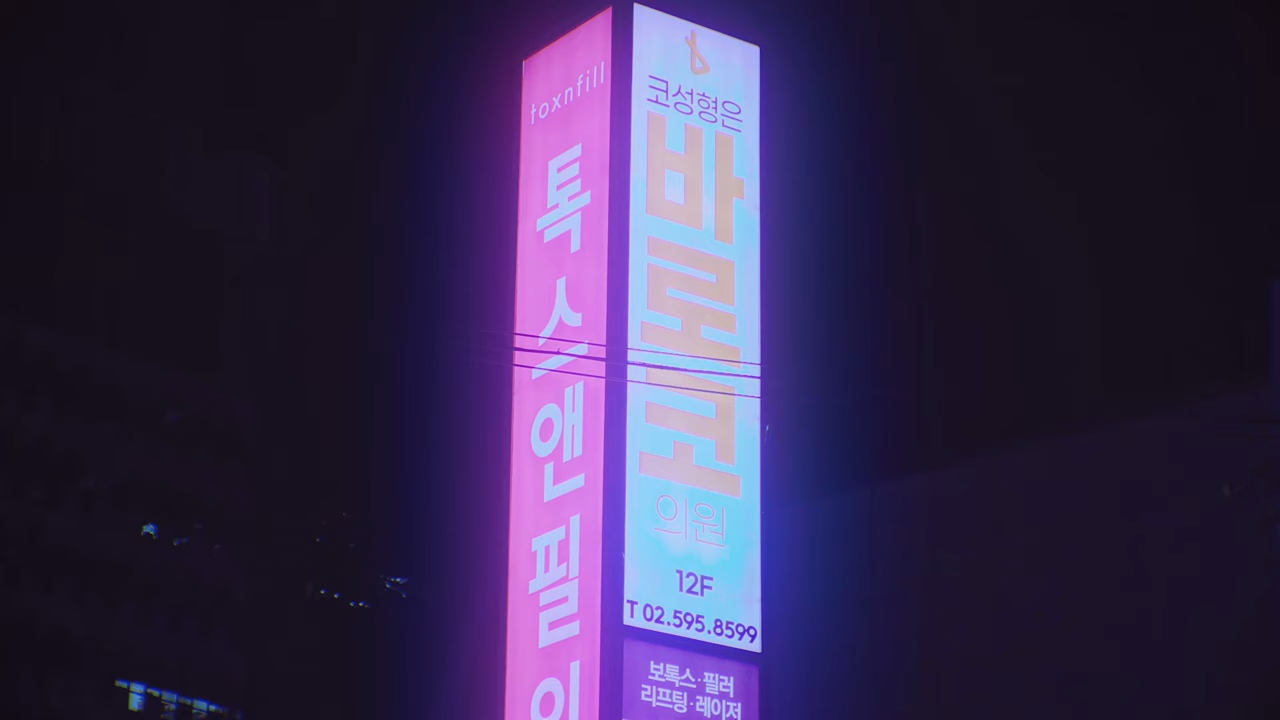 toxnfill
톡스앤필
코성형은
바로코
의원
12F
T 02.595.8599
보톡스·필러
리프팅·레이저